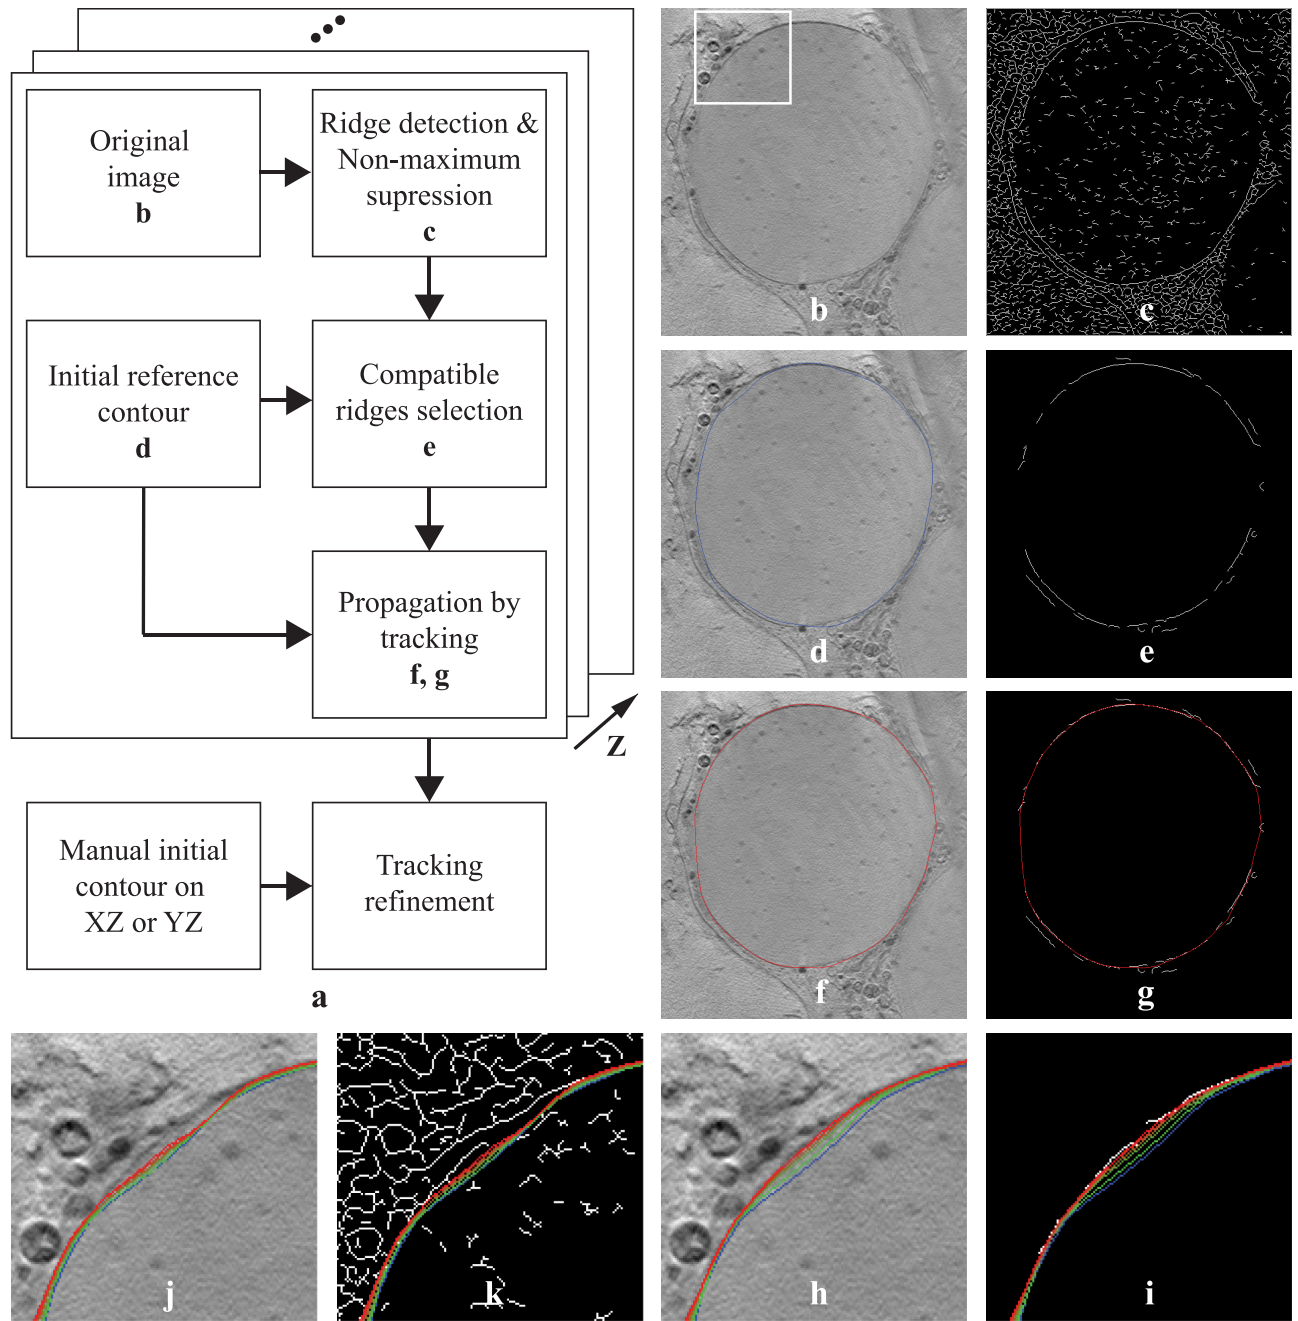 Original
image
b
Ridge detection &
Non-maximum
supression
c
Initial reference
contour
d
Compatible
ridges selection
e
Propagation by
tracking
f, g
Z
Manual initial
contour on
XZ or YZ
Tracking
refinement
a
b
c
d
e
f
g
j
k
h
i